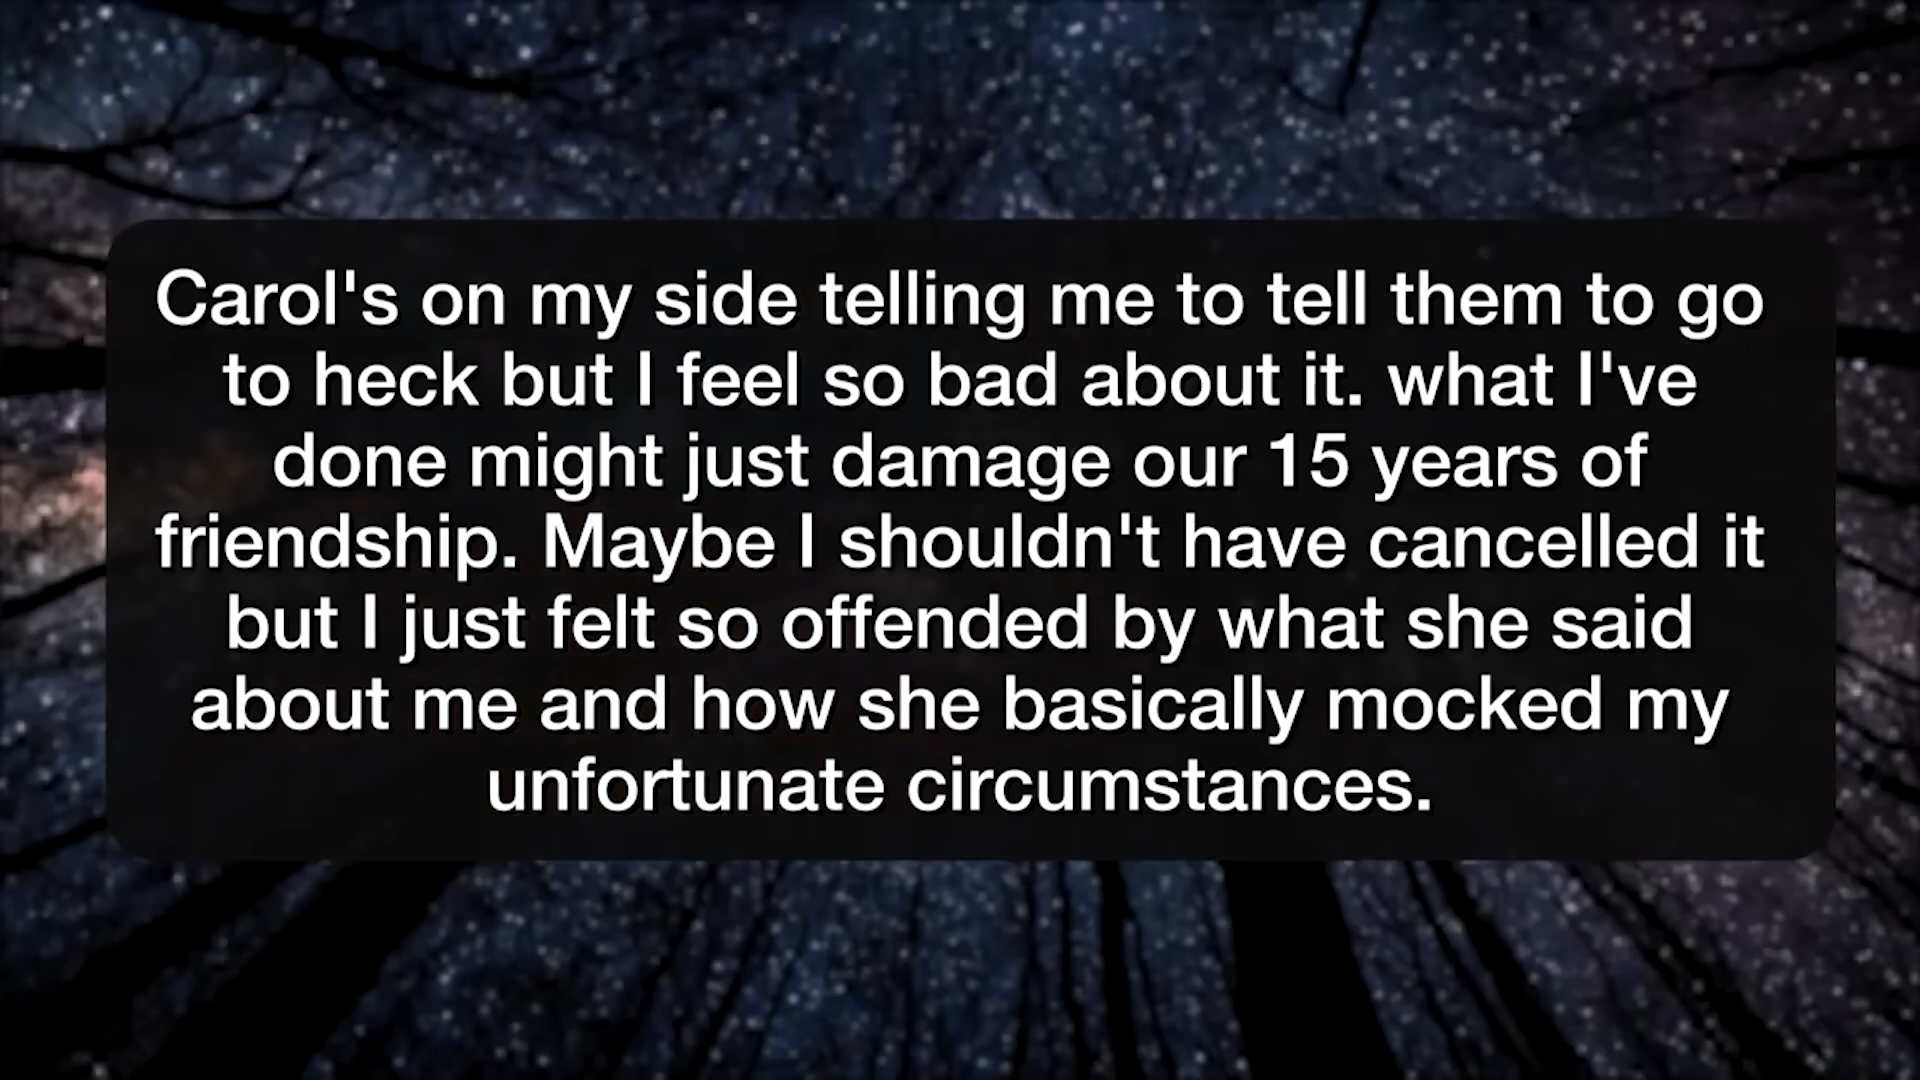 Carol's on my side telling me to tell them to go
to heck but I feel so bad about it. what I've
done might just damage our 15 years of
friendship. Maybe I shouldn't have cancelled it
but I just felt so offended by what she said
about me and how she basically mocked my
unfortunate circumstances.